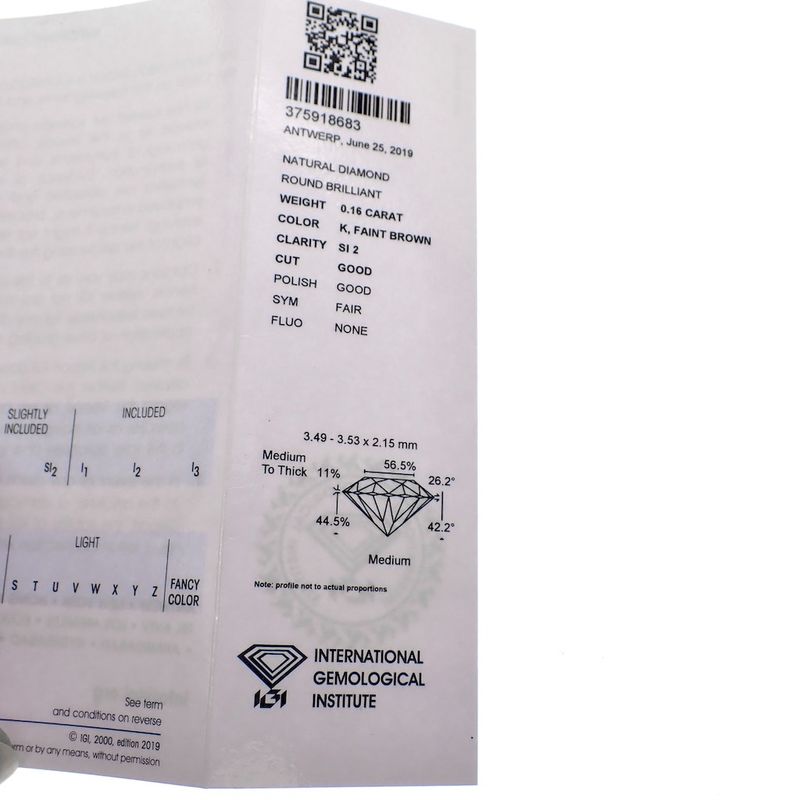 375918683
ANTWERP, June 25, 2019
NATURAL DIAMOND
ROUND BRILLIANT
WEIGHT 0.16 CARAT
COLOR K, FAINT BROWN
CLARITY SI 2
CUT GOOD
POLISH GOOD
SYM FAIR
FLUO NONE
3.49 - 3.53 x 2.15 mm
Medium
To Thick 11% 56.5% 26.2°
44.5% 42.2°
Medium
Note: profile not to actual proportions
IGI
INTERNATIONAL
GEMOLOGICAL
INSTITUTE
SLIGHTLY
INCLUDED
INCLUDED
SI2 I1 I2 I3
LIGHT
S T U V W X Y Z
FANCY
COLOR
See term
and conditions on reverse
© IGI, 2000, edition 2019
or by any means, without permission